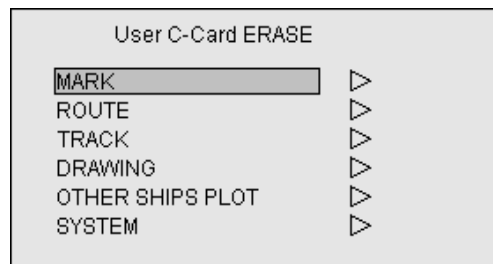 User C-Card ERASE
MARK
ROUTE
TRACK
DRAWING
OTHER SHIPS PLOT
SYSTEM